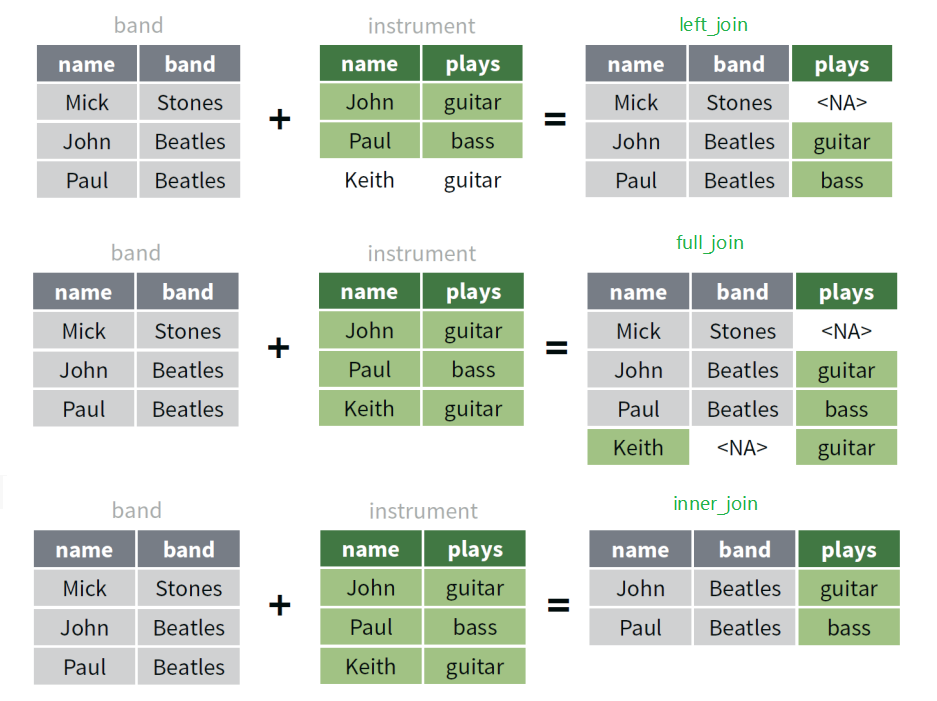 band instrument left_join
name band name plays name band plays
Mick Stones John guitar Mick Stones <NA>
+ =
John Beatles Paul bass John Beatles guitar
Paul Beatles Keith guitar Paul Beatles bass
band instrument full_join
name band name plays name band plays
Mick Stones John guitar Mick Stones <NA>
+ =
John Beatles Paul bass John Beatles guitar
Paul Beatles Keith guitar Paul Beatles bass
Keith <NA> guitar
band instrument inner_join
name band name plays name band plays
Mick Stones John guitar John Beatles guitar
+ =
John Beatles Paul bass Paul Beatles bass
Paul Beatles Keith guitar